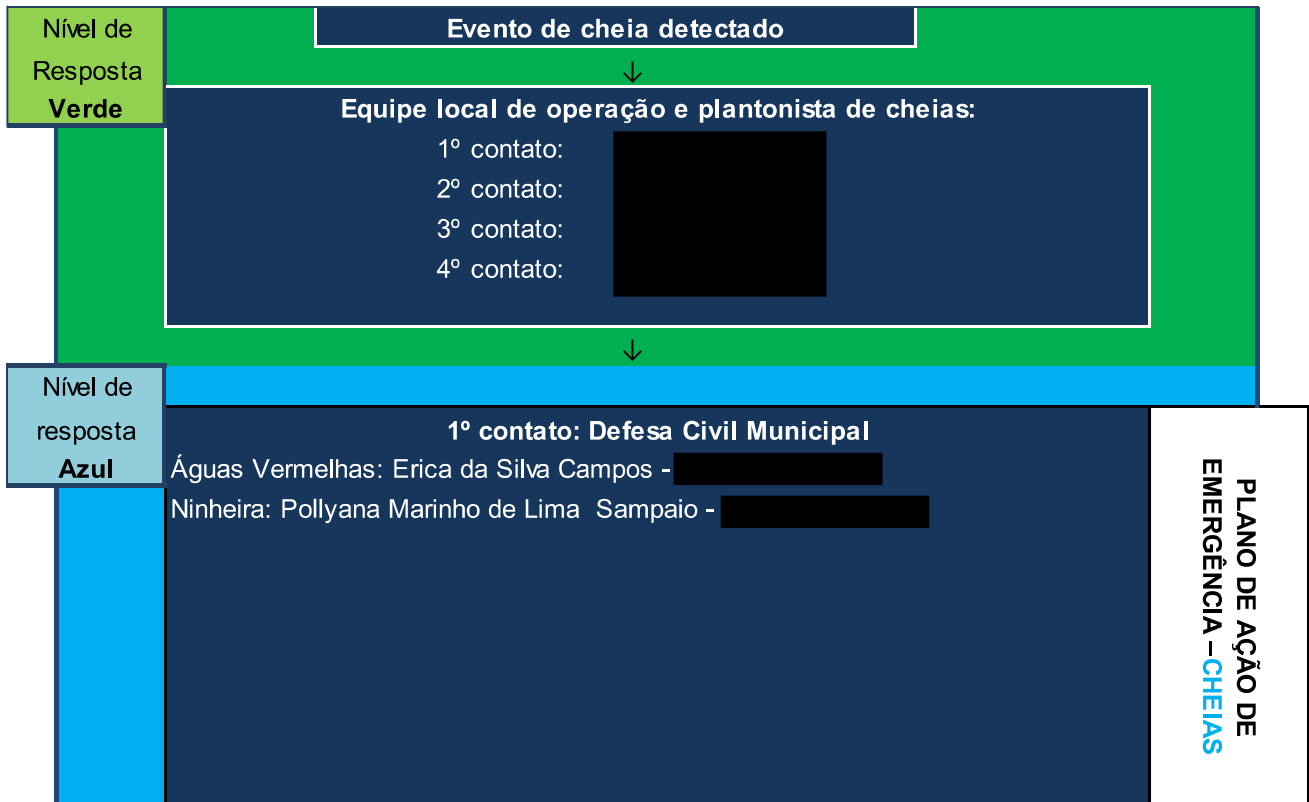 Nível de
Resposta
Verde
Evento de cheia detectado
↓
Equipe local de operação e plantonista de cheias:
1º contato:
2º contato:
3º contato:
4º contato:
↓
Nível de
resposta
Azul
1º contato: Defesa Civil Municipal
Águas Vermelhas: Erica da Silva Campos -
Ninheira: Pollyana Marinho de Lima  Sampaio -
PLANO DE AÇÃO DE
EMERGÊNCIA – CHEIAS